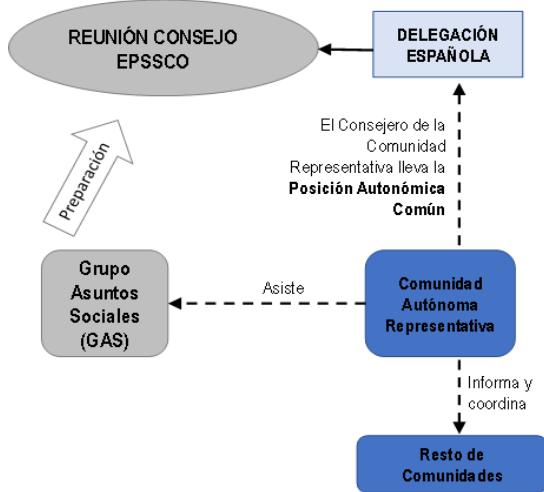 REUNIÓN CONSEJO
EPSSCO
DELEGACIÓN
ESPAÑOLA
El Consejero de la
Comunidad
Representativa lleva la
Posición Autonómica
Común
Preparación
Grupo
Asuntos
Sociales
(GAS)
Asiste
Comunidad
Autónoma
Representativa
Informa y
coordina
Resto de
Comunidades